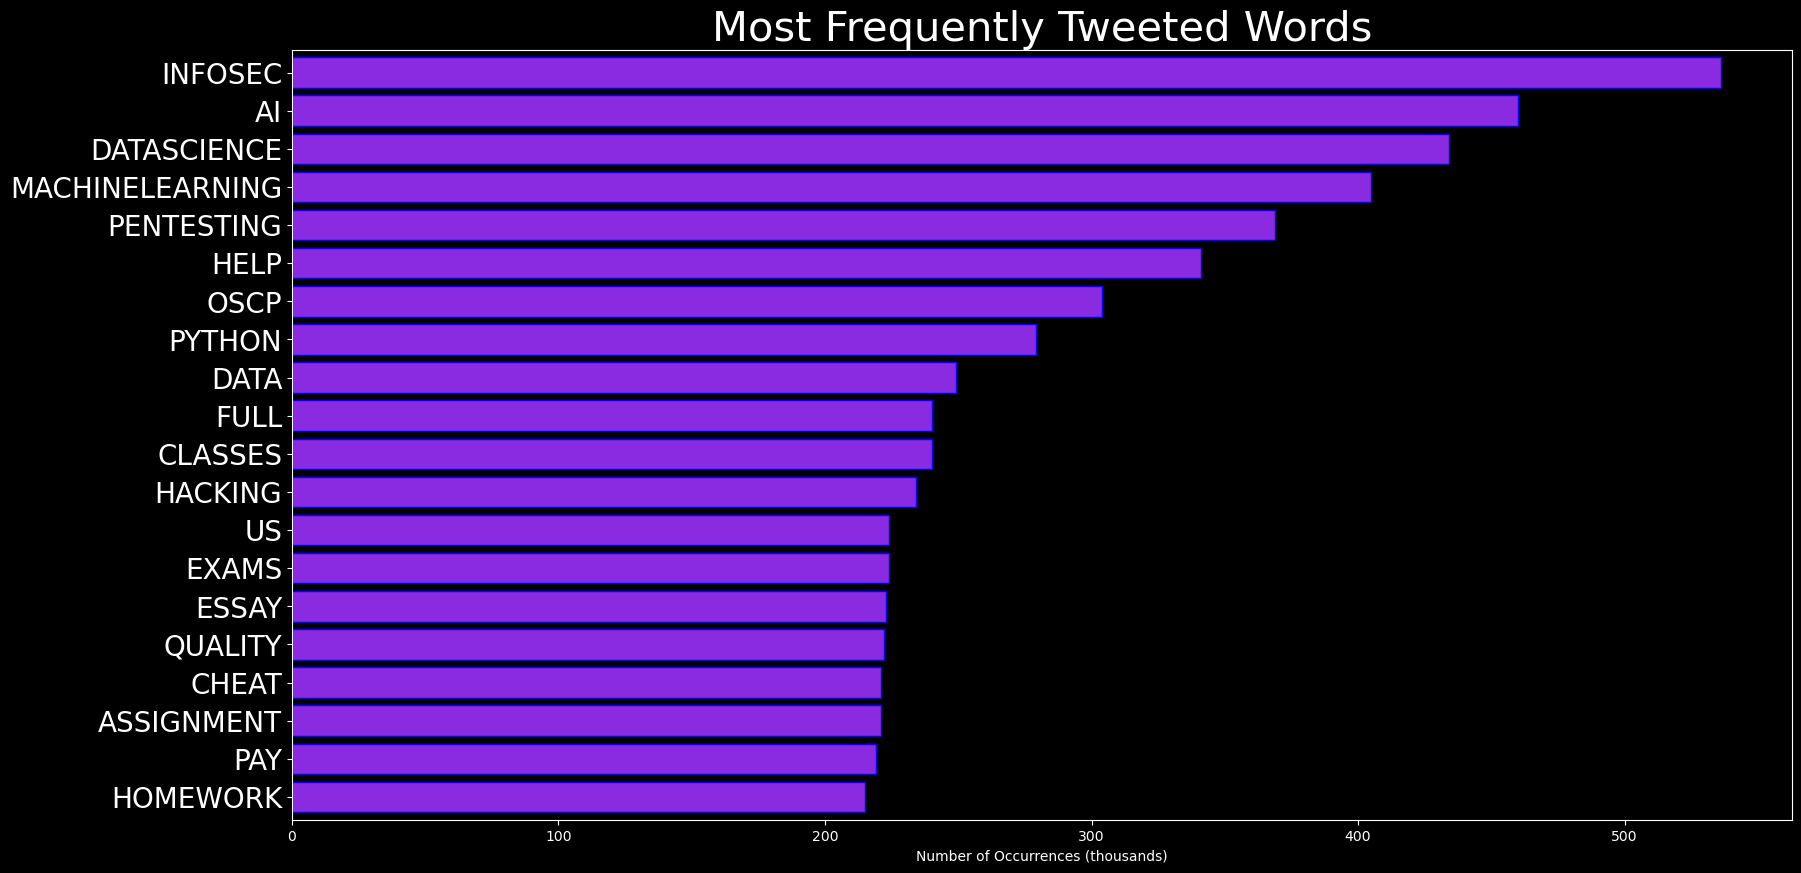 Most Frequently Tweeted Words
INFOSEC
AI
DATASCIENCE
MACHINELEARNING
PENTESTING
HELP
OSCP
PYTHON
DATA
FULL
CLASSES
HACKING
US
EXAMS
ESSAY
QUALITY
CHEAT
ASSIGNMENT
PAY
HOMEWORK
0 100 200 300 400 500
Number of Occurrences (thousands)